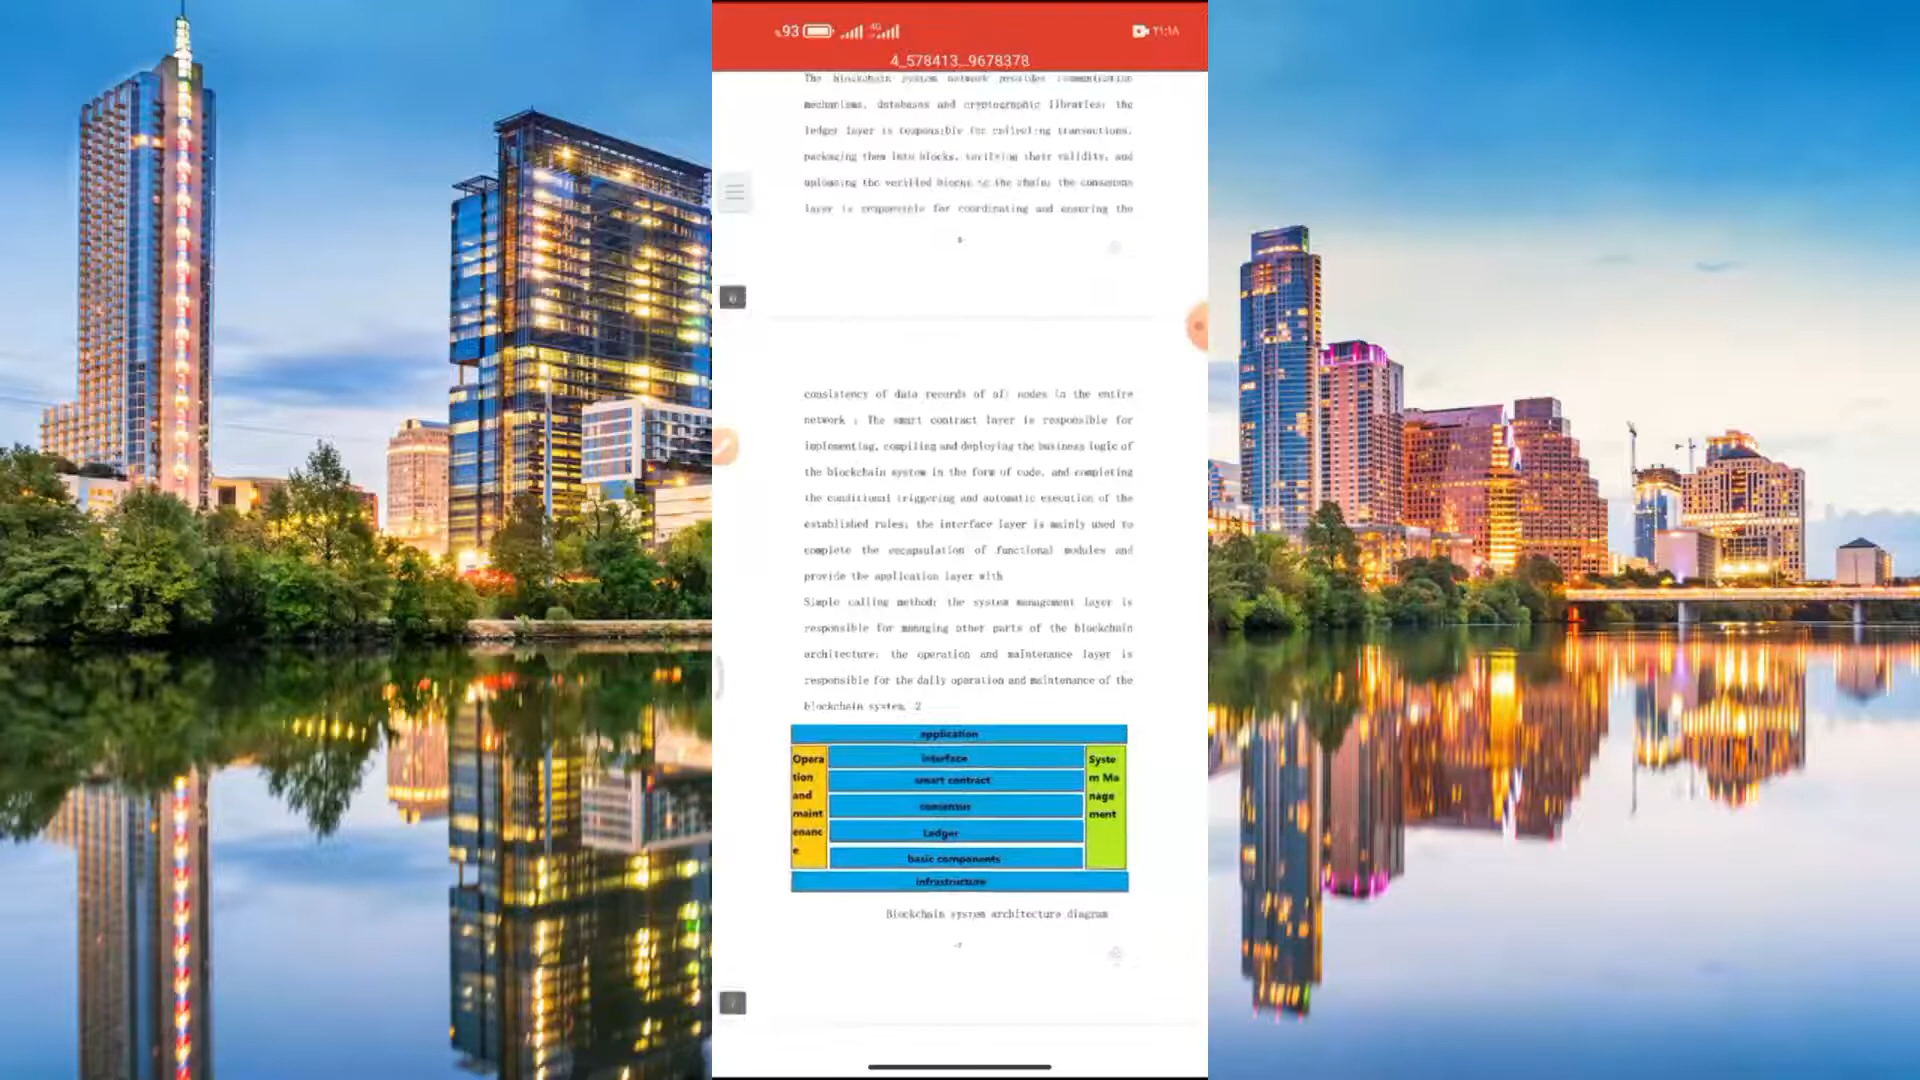 93
4G
4_578413...9678378
The blockchain system network provides communication
mechanisms, databases and cryptographic libraries; the
ledger layer is responsible for collecting transactions,
packaging them into blocks, verifying their validity, and
uploading the verified blocks to the chain; the consensus
layer is responsible for coordinating and ensuring the
6
consistency of data records of all nodes in the entire
network ; The smart contract layer is responsible for
implementing, compiling and deploying the business logic of
the blockchain system in the form of code, and completing
the conditional triggering and automatic execution of the
established rules; the interface layer is mainly used to
complete the encapsulation of functional modules and
provide the application layer with
Simple calling method; the system management layer is
responsible for managing other parts of the blockchain
architecture; the operation and maintenance layer is
responsible for the daily operation and maintenance of the
blockchain system. 2
application
Opera
tion
and
maint
enanc
e
interface
smart contract
consensus
Ledger
basic components
Syste
m Ma
nage
ment
infrastructure
Blockchain system architecture diagram
7